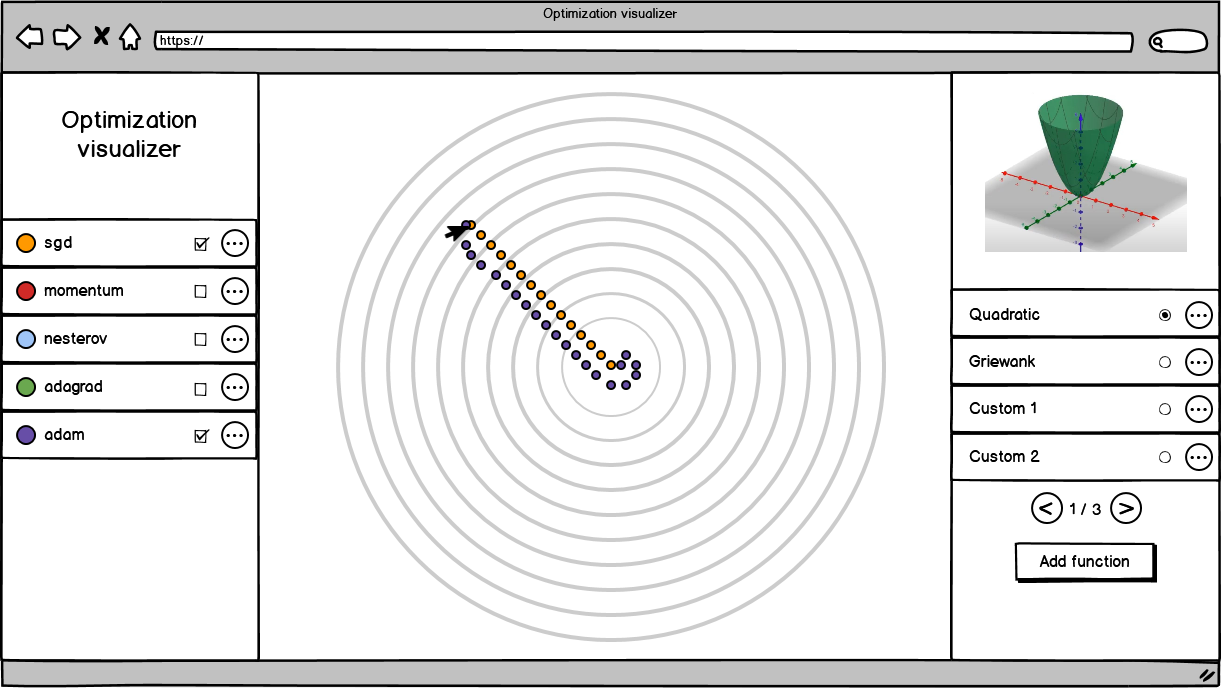 Optimization visualizer
https://
Optimization
visualizer
sgd
momentum
nesterov
adagrad
adam
Quadratic
Griewank
Custom 1
Custom 2
1 / 3
Add function